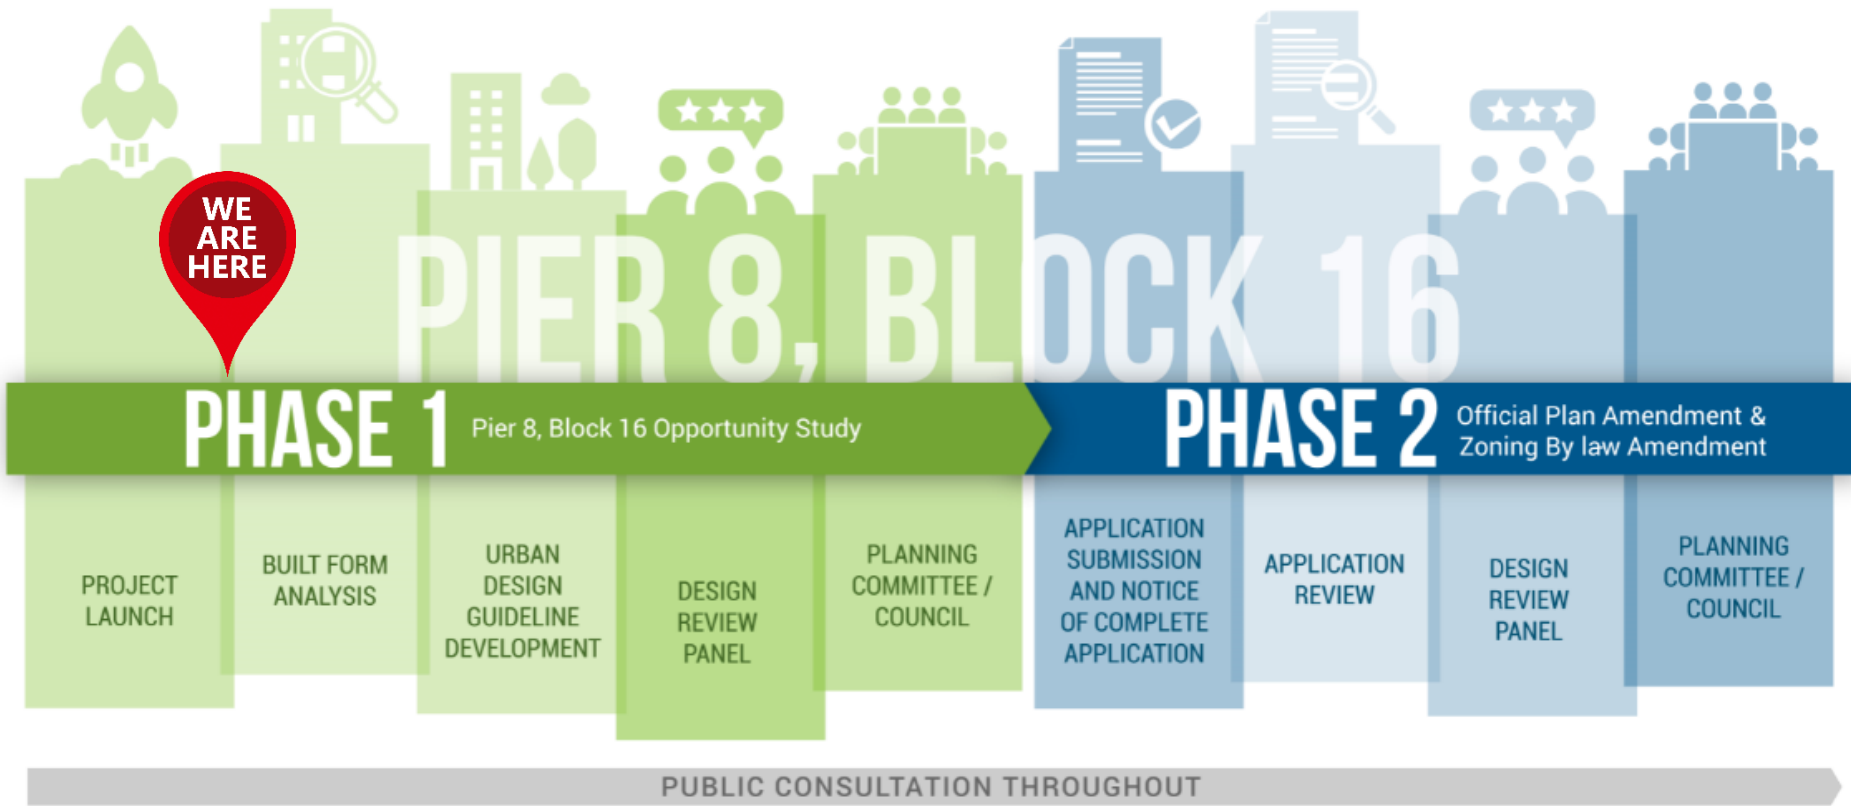 WE
ARE
HERE
PIER 8, BLOCK 16
PHASE 1
Pier 8, Block 16 Opportunity Study
PHASE 2
Official Plan Amendment &
Zoning By law Amendment
PROJECT
LAUNCH
BUILT FORM
ANALYSIS
URBAN
DESIGN
GUIDELINE
DEVELOPMENT
DESIGN
REVIEW
PANEL
PLANNING
COMMITTEE /
COUNCIL
APPLICATION
SUBMISSION
AND NOTICE
OF COMPLETE
APPLICATION
APPLICATION
REVIEW
DESIGN
REVIEW
PANEL
PLANNING
COMMITTEE /
COUNCIL
PUBLIC CONSULTATION THROUGHOUT